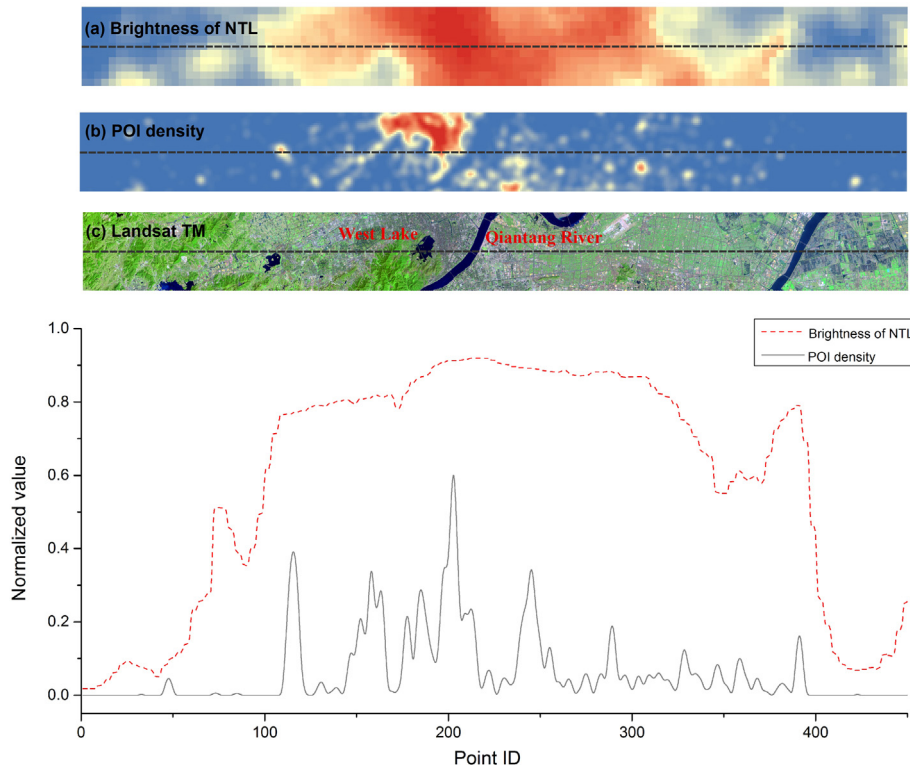 (a) Brightness of NTL
(b) POI density
(c) Landsat TM
West Lake
Qiantang River
Brightness of NTL
POI density
1.0
0.8
0.6
0.4
0.2
0.0
Normalized value
0 100 200 300 400
Point ID